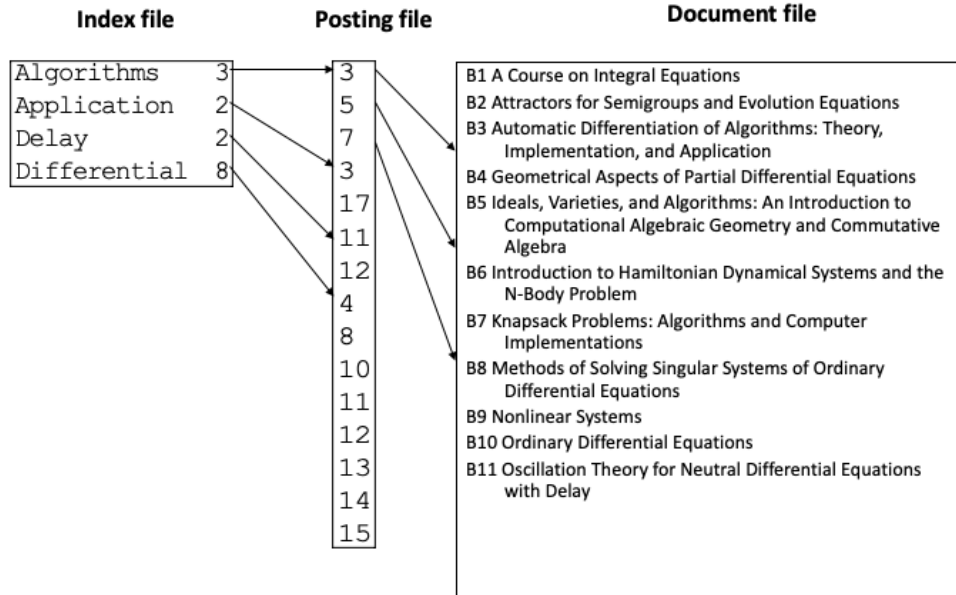 Index file
Posting file
Document file
Algorithms 3
Application 2
Delay 2
Differential 8
3
5
7
3
17
11
12
4
8
10
11
12
13
14
15
B1 A Course on Integral Equations
B2 Attractors for Semigroups and Evolution Equations
B3 Automatic Differentiation of Algorithms: Theory,
Implementation, and Application
B4 Geometrical Aspects of Partial Differential Equations
B5 Ideals, Varieties, and Algorithms: An Introduction to
Computational Algebraic Geometry and Commutative
Algebra
B6 Introduction to Hamiltonian Dynamical Systems and the
N-Body Problem
B7 Knapsack Problems: Algorithms and Computer
Implementations
B8 Methods of Solving Singular Systems of Ordinary
Differential Equations
B9 Nonlinear Systems
B10 Ordinary Differential Equations
B11 Oscillation Theory for Neutral Differential Equations
with Delay